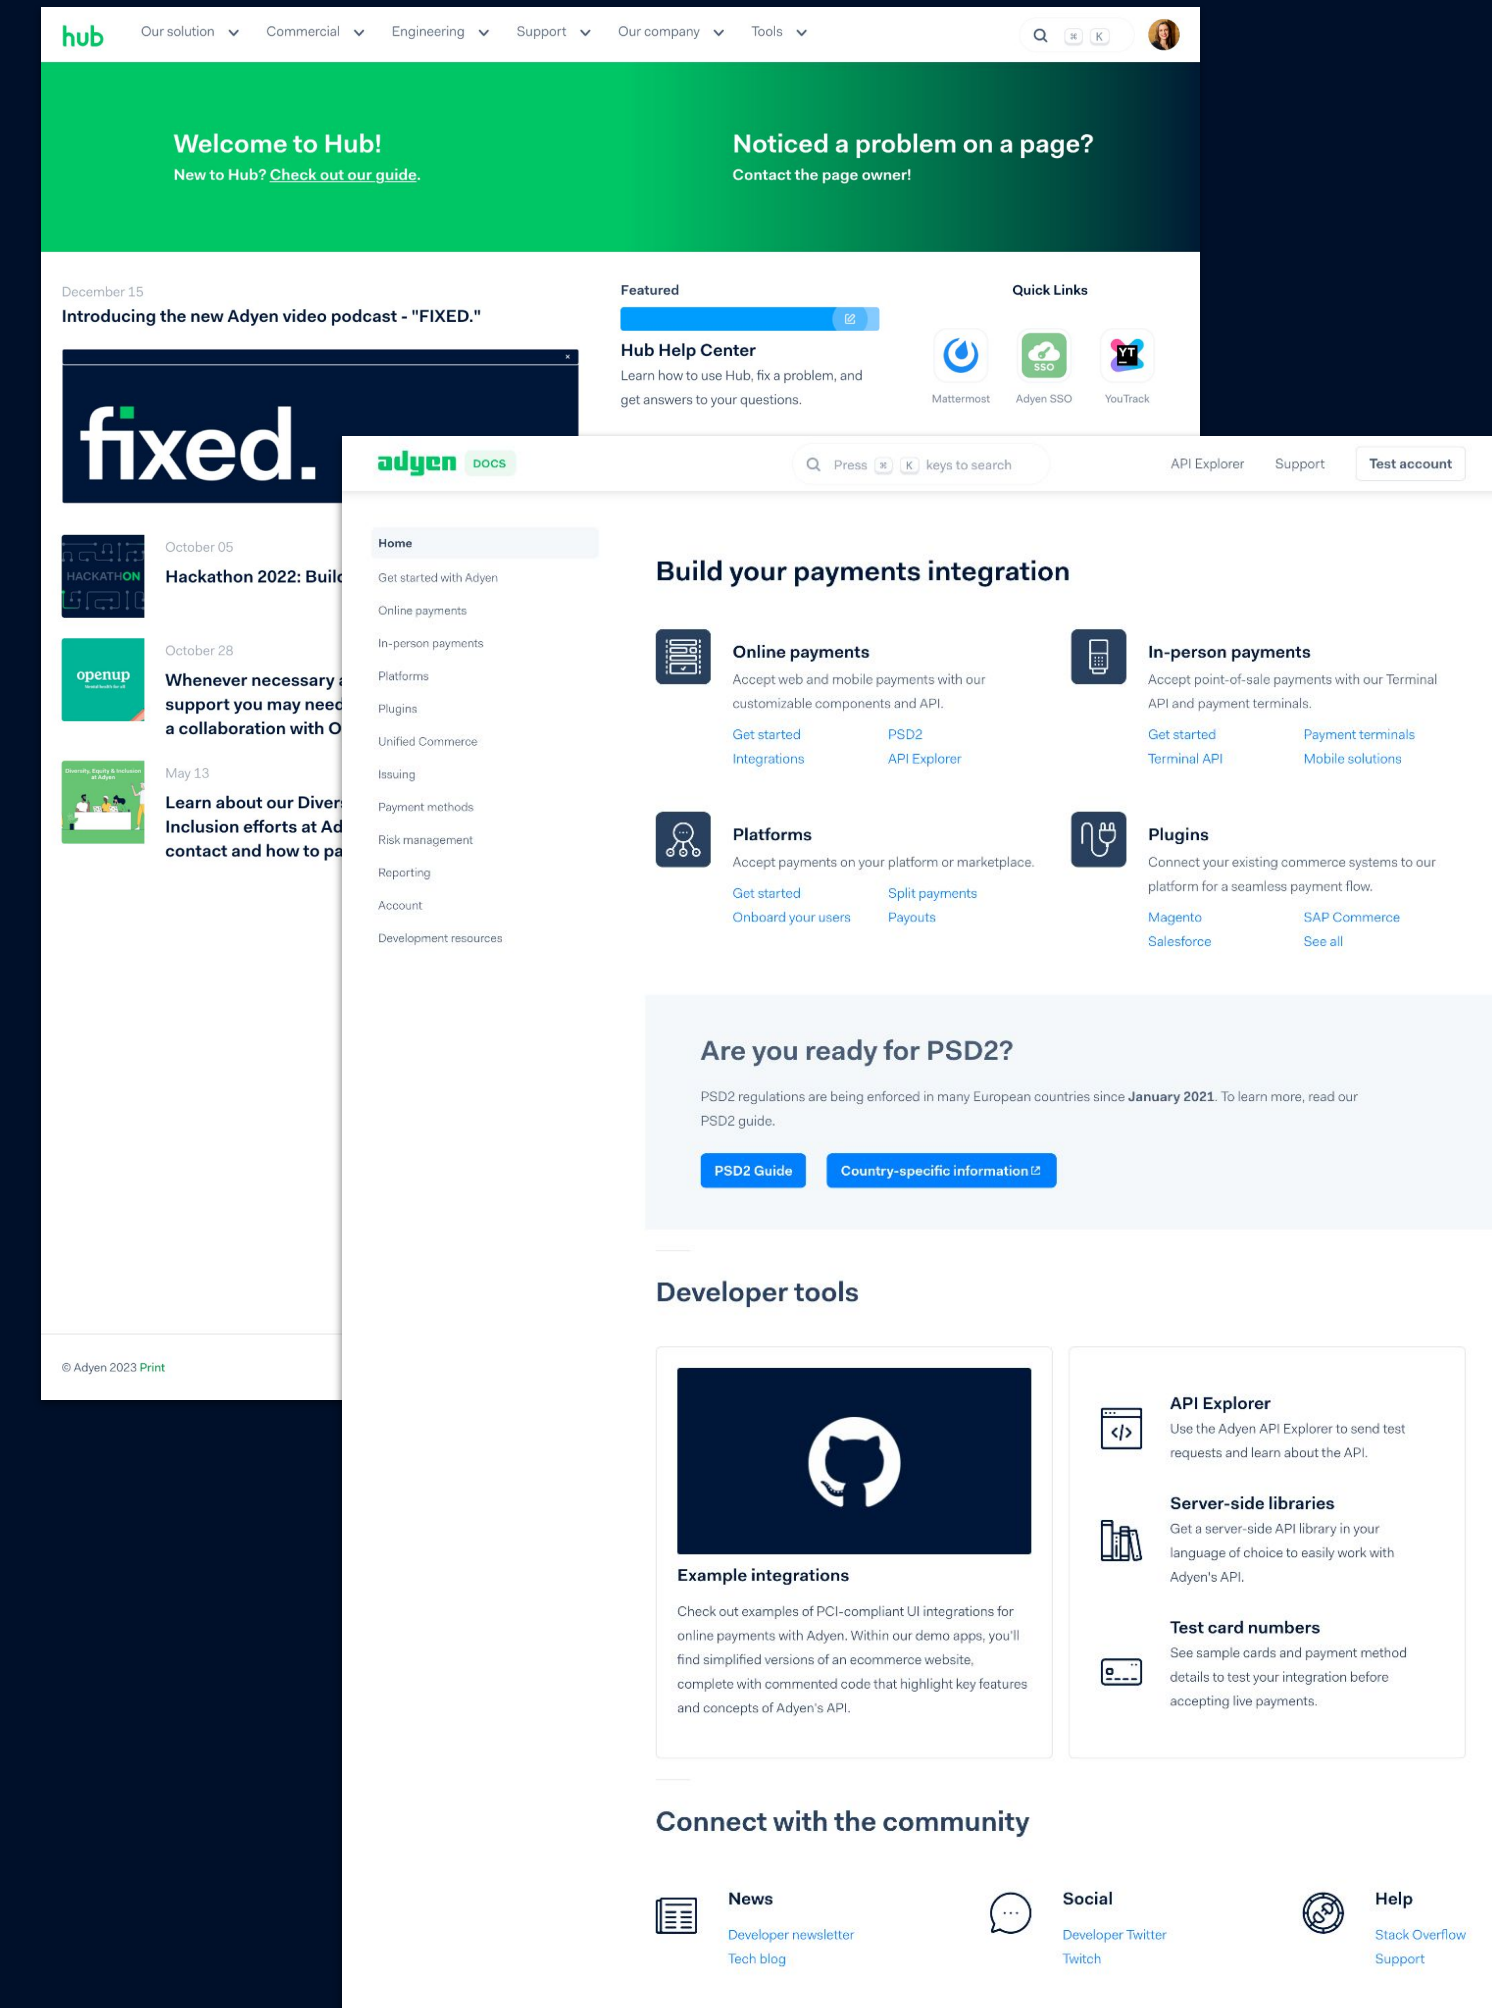 hub
Our solution
Commercial
Engineering
Support
Our company
Tools
⌘ K
Welcome to Hub!
New to Hub? Check out our guide.
Noticed a problem on a page?
Contact the page owner!
December 15
Introducing the new Adyen video podcast - "FIXED."
fixed.
Featured
Hub Help Center
Learn how to use Hub, fix a problem, and
get answers to your questions.
Quick Links
SSO
YT
Mattermost
Adyen SSO
YouTrack
HACKATHON
October 05
Hackathon 2022: Build
openup
Mental health for all
October 28
Whenever necessary
support you may need
a collaboration with O
Diversity, Equity & Inclusion
at Adyen
May 13
Learn about our Divers
Inclusion efforts at Ad
contact and how to pa
© Adyen 2023 Print
adyen DOCS
Press ⌘ K keys to search
API Explorer
Support
Test account
Home
Get started with Adyen
Online payments
In-person payments
Platforms
Plugins
Unified Commerce
Issuing
Payment methods
Risk management
Reporting
Account
Development resources
Build your payments integration
Online payments
Accept web and mobile payments with our
customizable components and API.
Get started
PSD2
Integrations
API Explorer
In-person payments
Accept point-of-sale payments with our Terminal
API and payment terminals.
Get started
Payment terminals
Terminal API
Mobile solutions
Platforms
Accept payments on your platform or marketplace.
Get started
Split payments
Onboard your users
Payouts
Plugins
Connect your existing commerce systems to our
platform for a seamless payment flow.
Magento
SAP Commerce
Salesforce
See all
Are you ready for PSD2?
PSD2 regulations are being enforced in many European countries since January 2021. To learn more, read our
PSD2 guide.
PSD2 Guide
Country-specific information
Developer tools
Example integrations
Check out examples of PCI-compliant UI integrations for
online payments with Adyen. Within our demo apps, you'll
find simplified versions of an ecommerce website,
complete with commented code that highlight key features
and concepts of Adyen's API.
API Explorer
Use the Adyen API Explorer to send test
requests and learn about the API.
Server-side libraries
Get a server-side API library in your
language of choice to easily work with
Adyen's API.
Test card numbers
See sample cards and payment method
details to test your integration before
accepting live payments.
Connect with the community
News
Developer newsletter
Tech blog
Social
Developer Twitter
Twitch
Help
Stack Overflow
Support